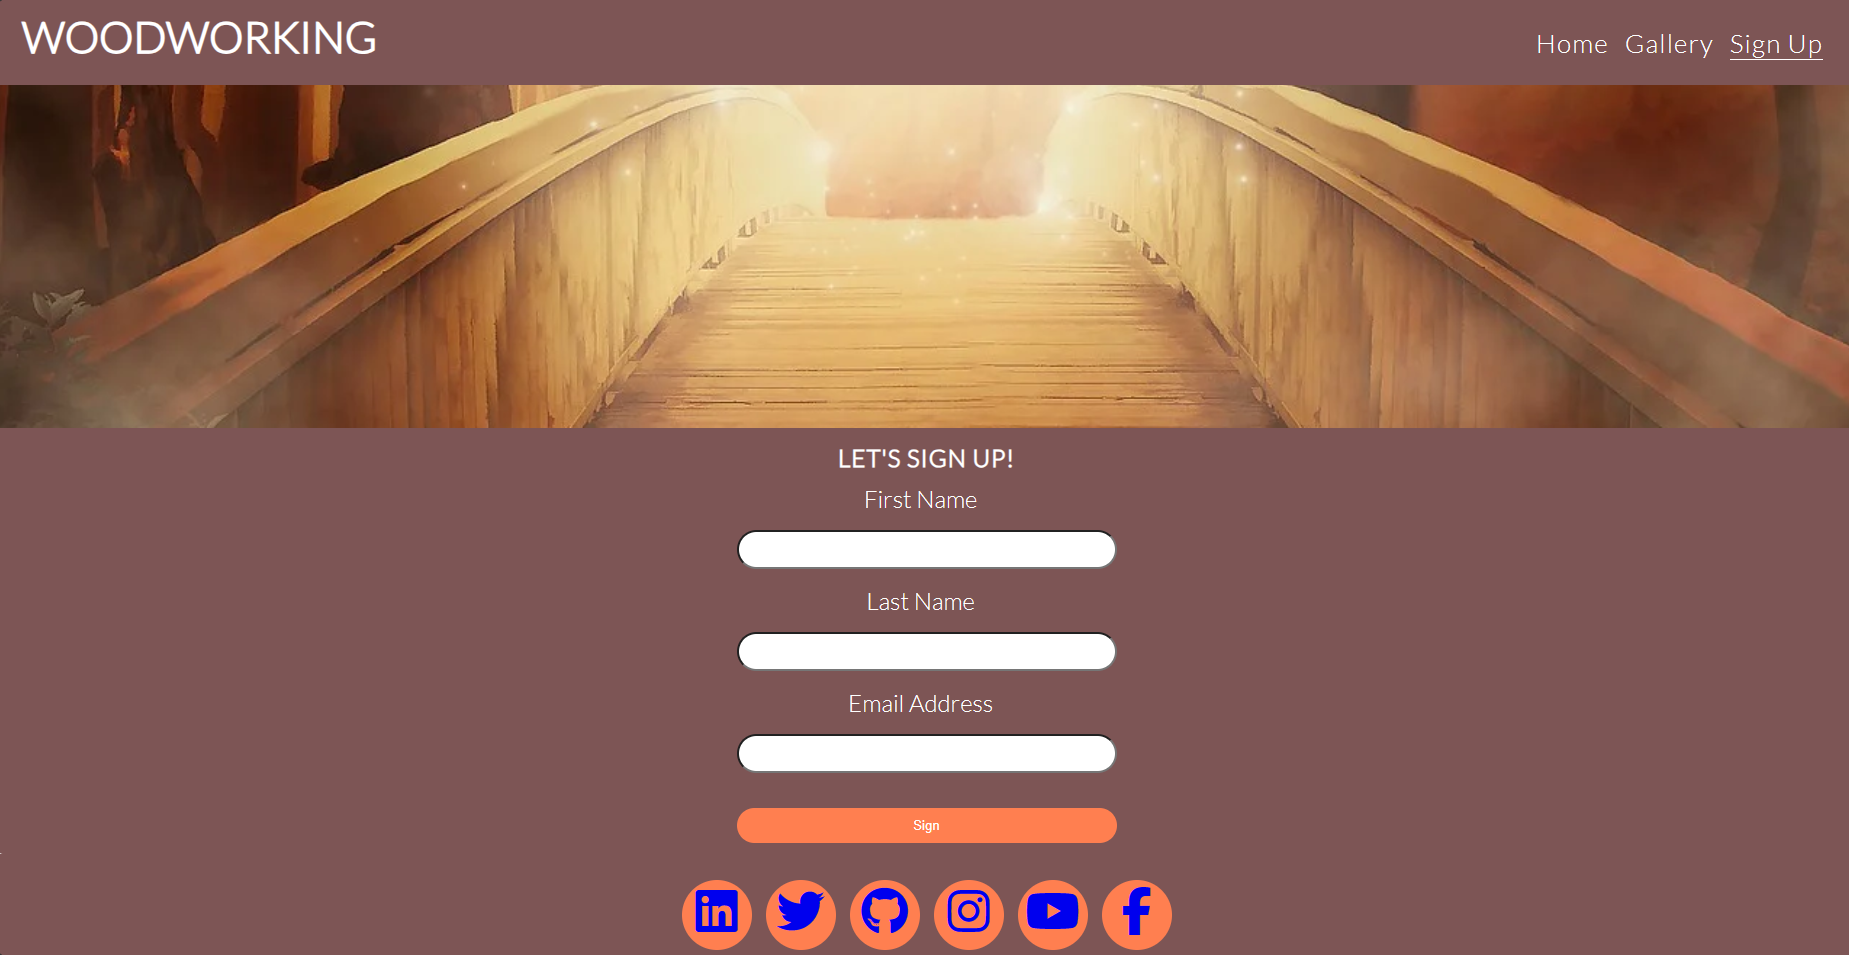 WOODWORKING
Home Gallery Sign Up
LET'S SIGN UP!
First Name
Last Name
Email Address
Sign